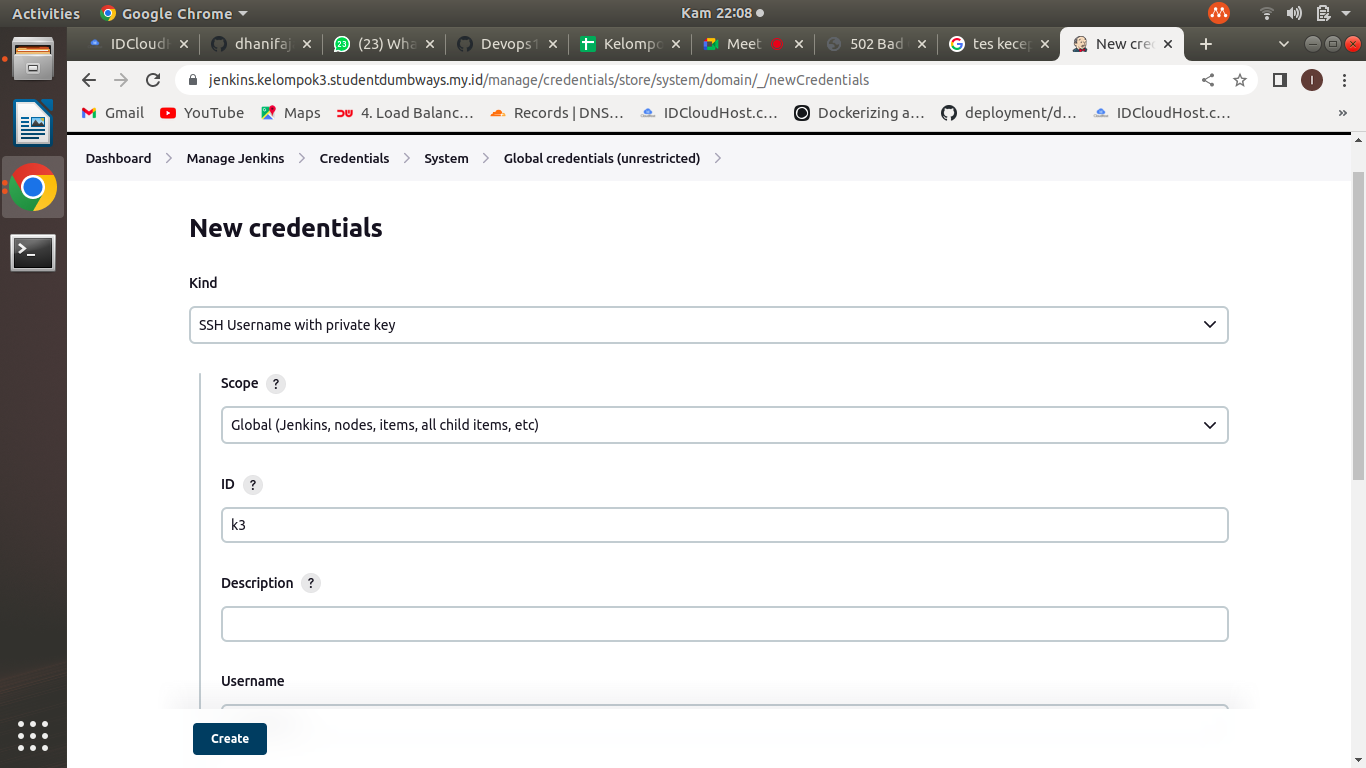 Activities Google Chrome Kam 22:08
IDCloudH dhanifaj (23) Wha Devops1 Kelompo Meet 502 Bad tes kecep New cred
jenkins.kelompok3.studentdumbways.my.id/manage/credentials/store/system/domain/_/newCredentials I
Gmail YouTube Maps 4. Load Balanc... Records | DNS... IDCloudHost.c... Dockerizing a... deployment/d... IDCloudHost.c... »
Dashboard Manage Jenkins Credentials System Global credentials (unrestricted)
New credentials
Kind
SSH Username with private key
Scope ?
Global (Jenkins, nodes, items, all child items, etc)
ID ?
k3
Description ?
Username
Create